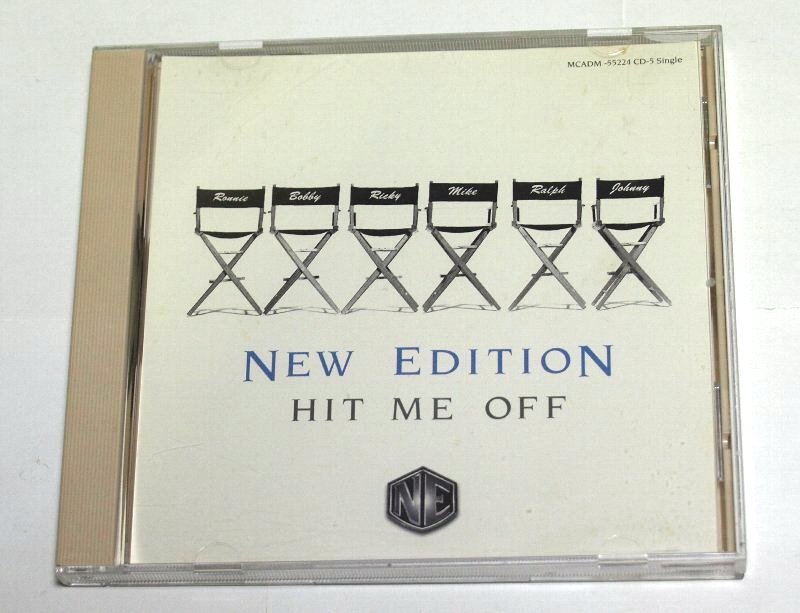 MCADM -55224 CD-5 Single
Ronnie Bobby Ricky Mike Ralph Johnny
NEW EDITION
HIT ME OFF
NE